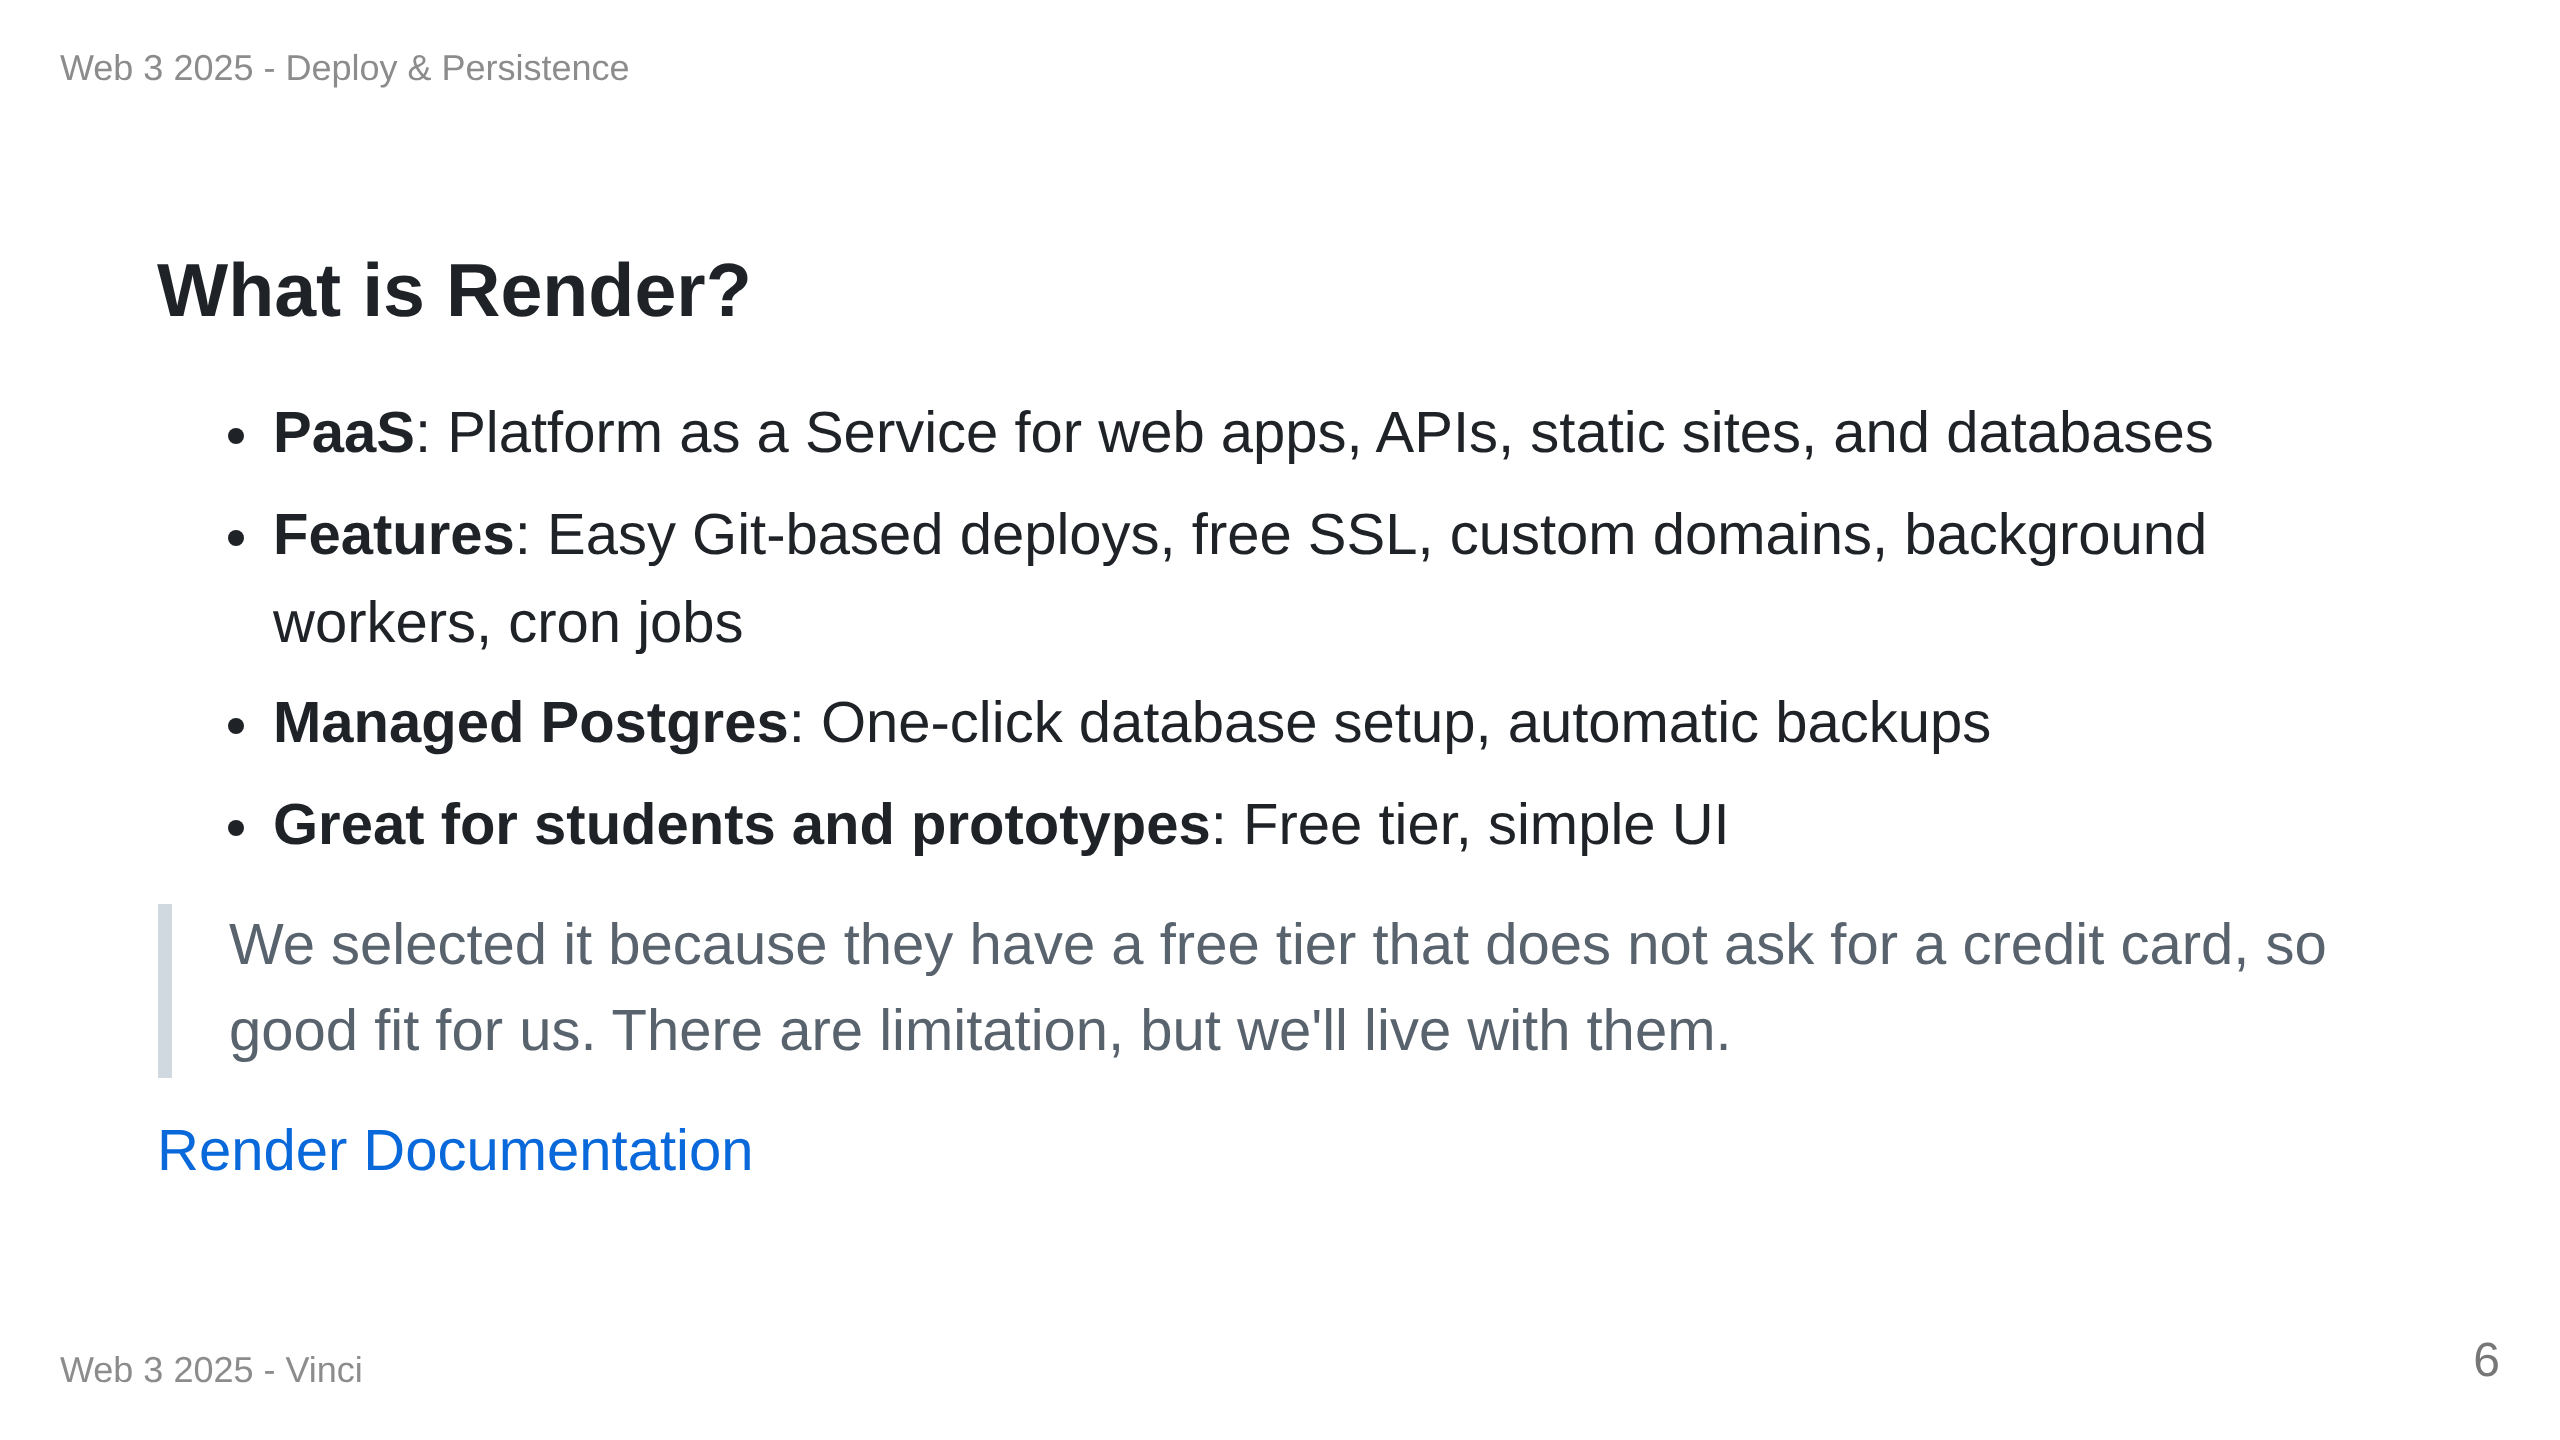 Web 3 2025 - Deploy & Persistence
What is Render?
• PaaS: Platform as a Service for web apps, APIs, static sites, and databases
• Features: Easy Git-based deploys, free SSL, custom domains, background
workers, cron jobs
• Managed Postgres: One-click database setup, automatic backups
• Great for students and prototypes: Free tier, simple UI
We selected it because they have a free tier that does not ask for a credit card, so
good fit for us. There are limitation, but we'll live with them.
Render Documentation
Web 3 2025 - Vinci
6